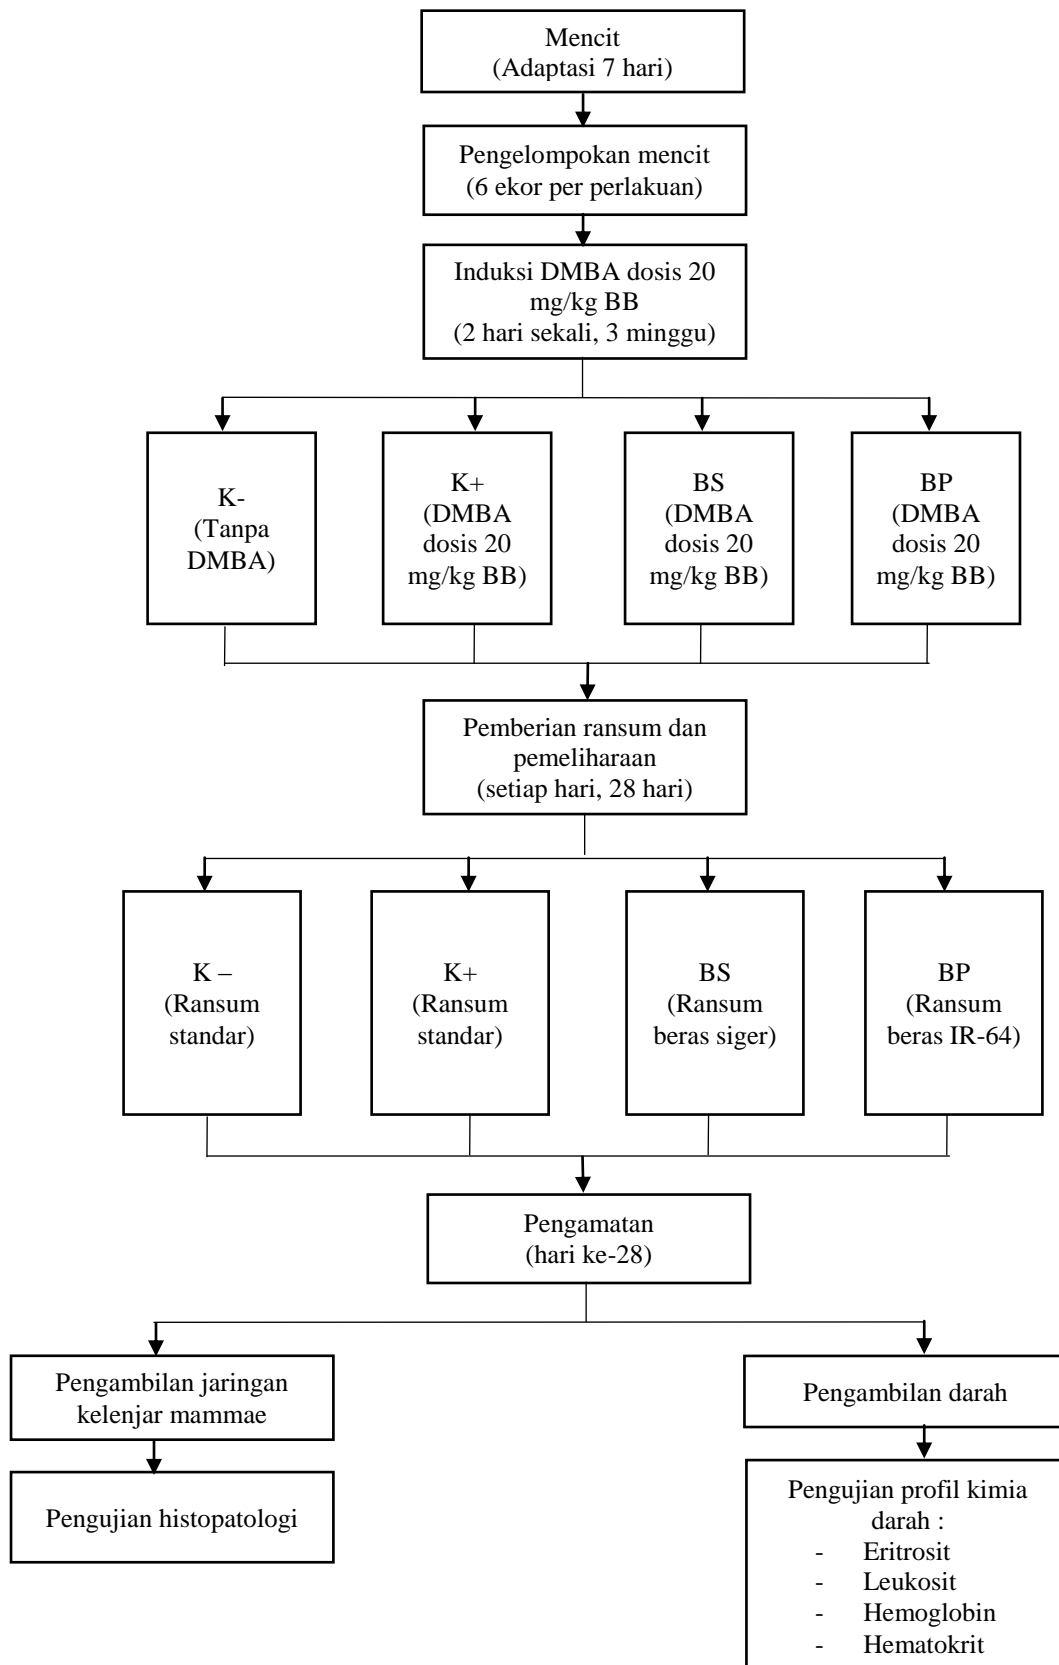 Mencit
(Adaptasi 7 hari)
Pengelompokan mencit
(6 ekor per perlakuan)
Induksi DMBA dosis 20
mg/kg BB
(2 hari sekali, 3 minggu)
K-
(Tanpa
DMBA)
K+
(DMBA
dosis 20
mg/kg BB)
BS
(DMBA
dosis 20
mg/kg BB)
BP
(DMBA
dosis 20
mg/kg BB)
Pemberian ransum dan
pemeliharaan
(setiap hari, 28 hari)
K –
(Ransum
standar)
K+
(Ransum
standar)
BS
(Ransum
beras siger)
BP
(Ransum
beras IR-64)
Pengamatan
(hari ke-28)
Pengambilan jaringan
kelenjar mammae
Pengujian histopatologi
Pengambilan darah
Pengujian profil kimia
darah :
- Eritrosit
- Leukosit
- Hemoglobin
- Hematokrit